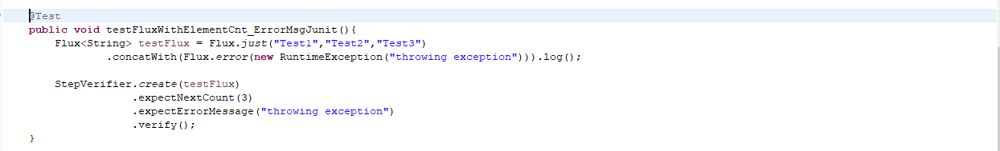 @Test
public void testFluxWithElementCnt_ErrorMsgJunit(){
Flux<String> testFlux = Flux.just("Test1","Test2","Test3")
.concatWith(Flux.error(new RuntimeException("throwing exception"))).log();
StepVerifier.create(testFlux)
.expectNextCount(3)
.expectErrorMessage("throwing exception")
.verify();
}